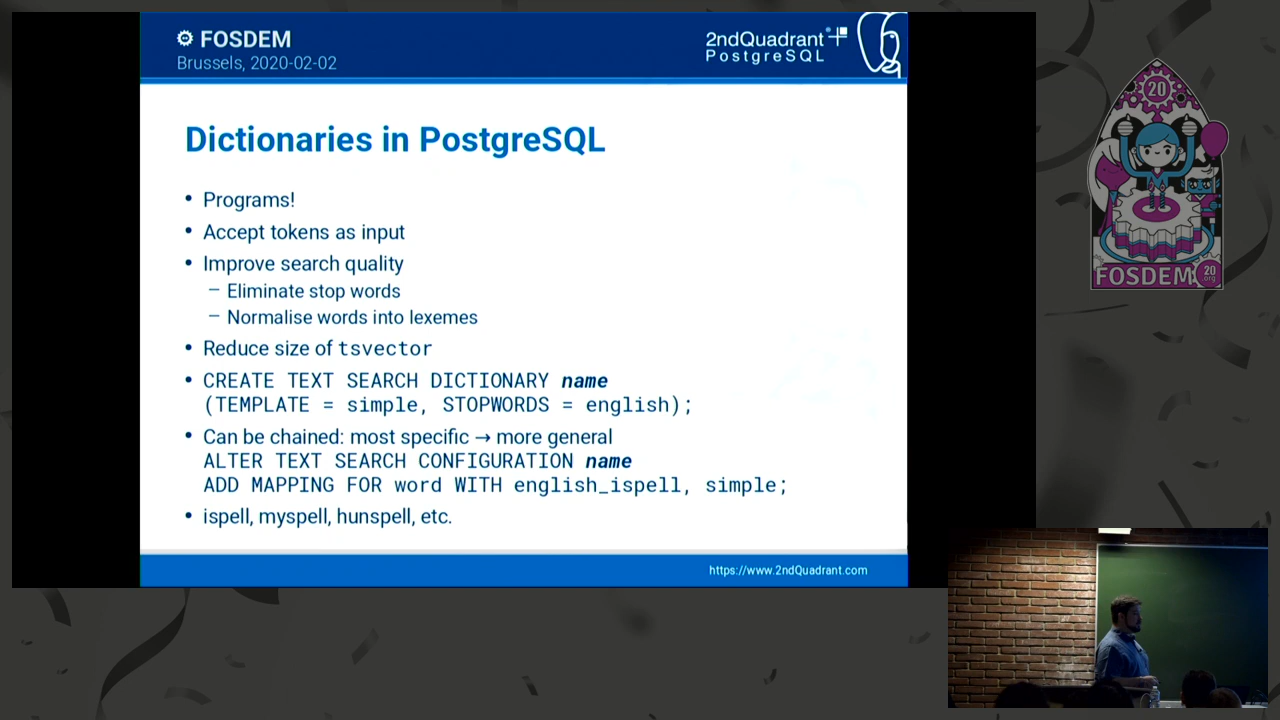 FOSDEM
Brussels, 2020-02-02
2ndQuadrant
PostgreSQL
Dictionaries in PostgreSQL
• Programs!
• Accept tokens as input
• Improve search quality
– Eliminate stop words
– Normalise words into lexemes
• Reduce size of tsvector
• CREATE TEXT SEARCH DICTIONARY name
(TEMPLATE = simple, STOPWORDS = english);
• Can be chained: most specific → more general
ALTER TEXT SEARCH CONFIGURATION name
ADD MAPPING FOR word WITH english_ispell, simple;
• ispell, myspell, hunspell, etc.
https://www.2ndQuadrant.com
20
FOSDEM
20
.org